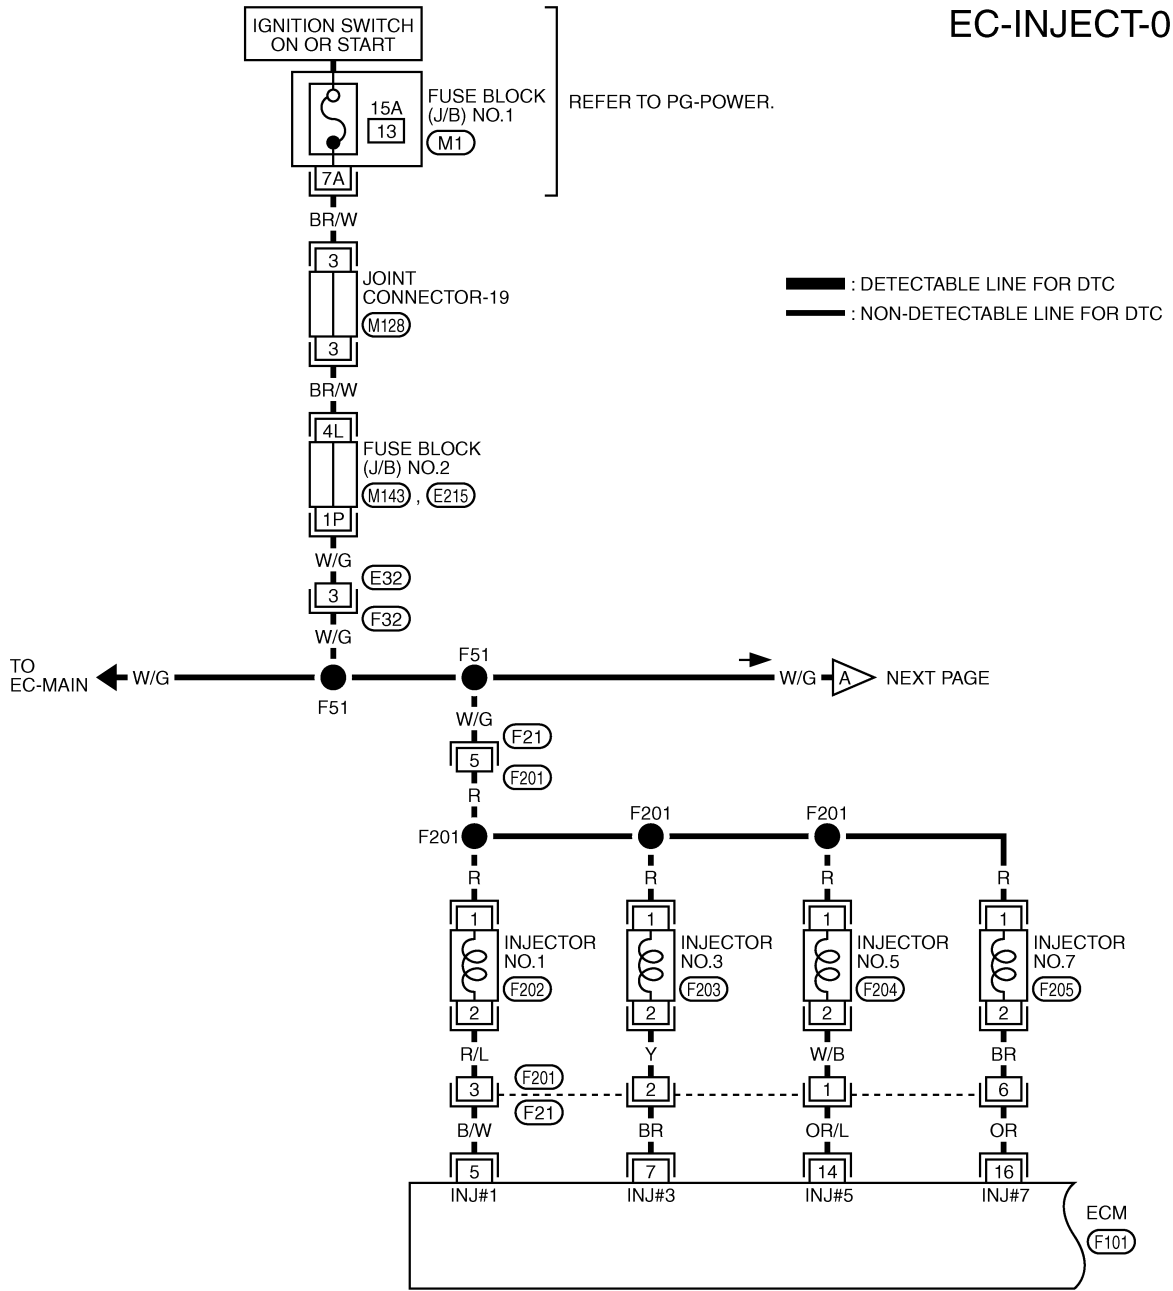 EC-INJECT-0
IGNITION SWITCH
ON OR START
15A
13
FUSE BLOCK
(J/B) NO.1
M1
REFER TO PG-POWER.
7A
BR/W
3
JOINT
CONNECTOR-19
M128
3
: DETECTABLE LINE FOR DTC
: NON-DETECTABLE LINE FOR DTC
BR/W
4L
FUSE BLOCK
(J/B) NO.2
M143 , E215
1P
W/G
E32
3
F32
W/G
TO
EC-MAIN
W/G
F51
F51
W/G
A
NEXT PAGE
W/G
F21
5
F201
R
F201
F201
F201
R
R
R
R
1
1
1
1
INJECTOR
NO.1
F202
INJECTOR
NO.3
F203
INJECTOR
NO.5
F204
INJECTOR
NO.7
F205
2
2
2
2
R/L
Y
W/B
BR
F201
3
2
1
6
F21
B/W
BR
OR/L
OR
5
7
14
16
INJ#1
INJ#3
INJ#5
INJ#7
ECM
F101